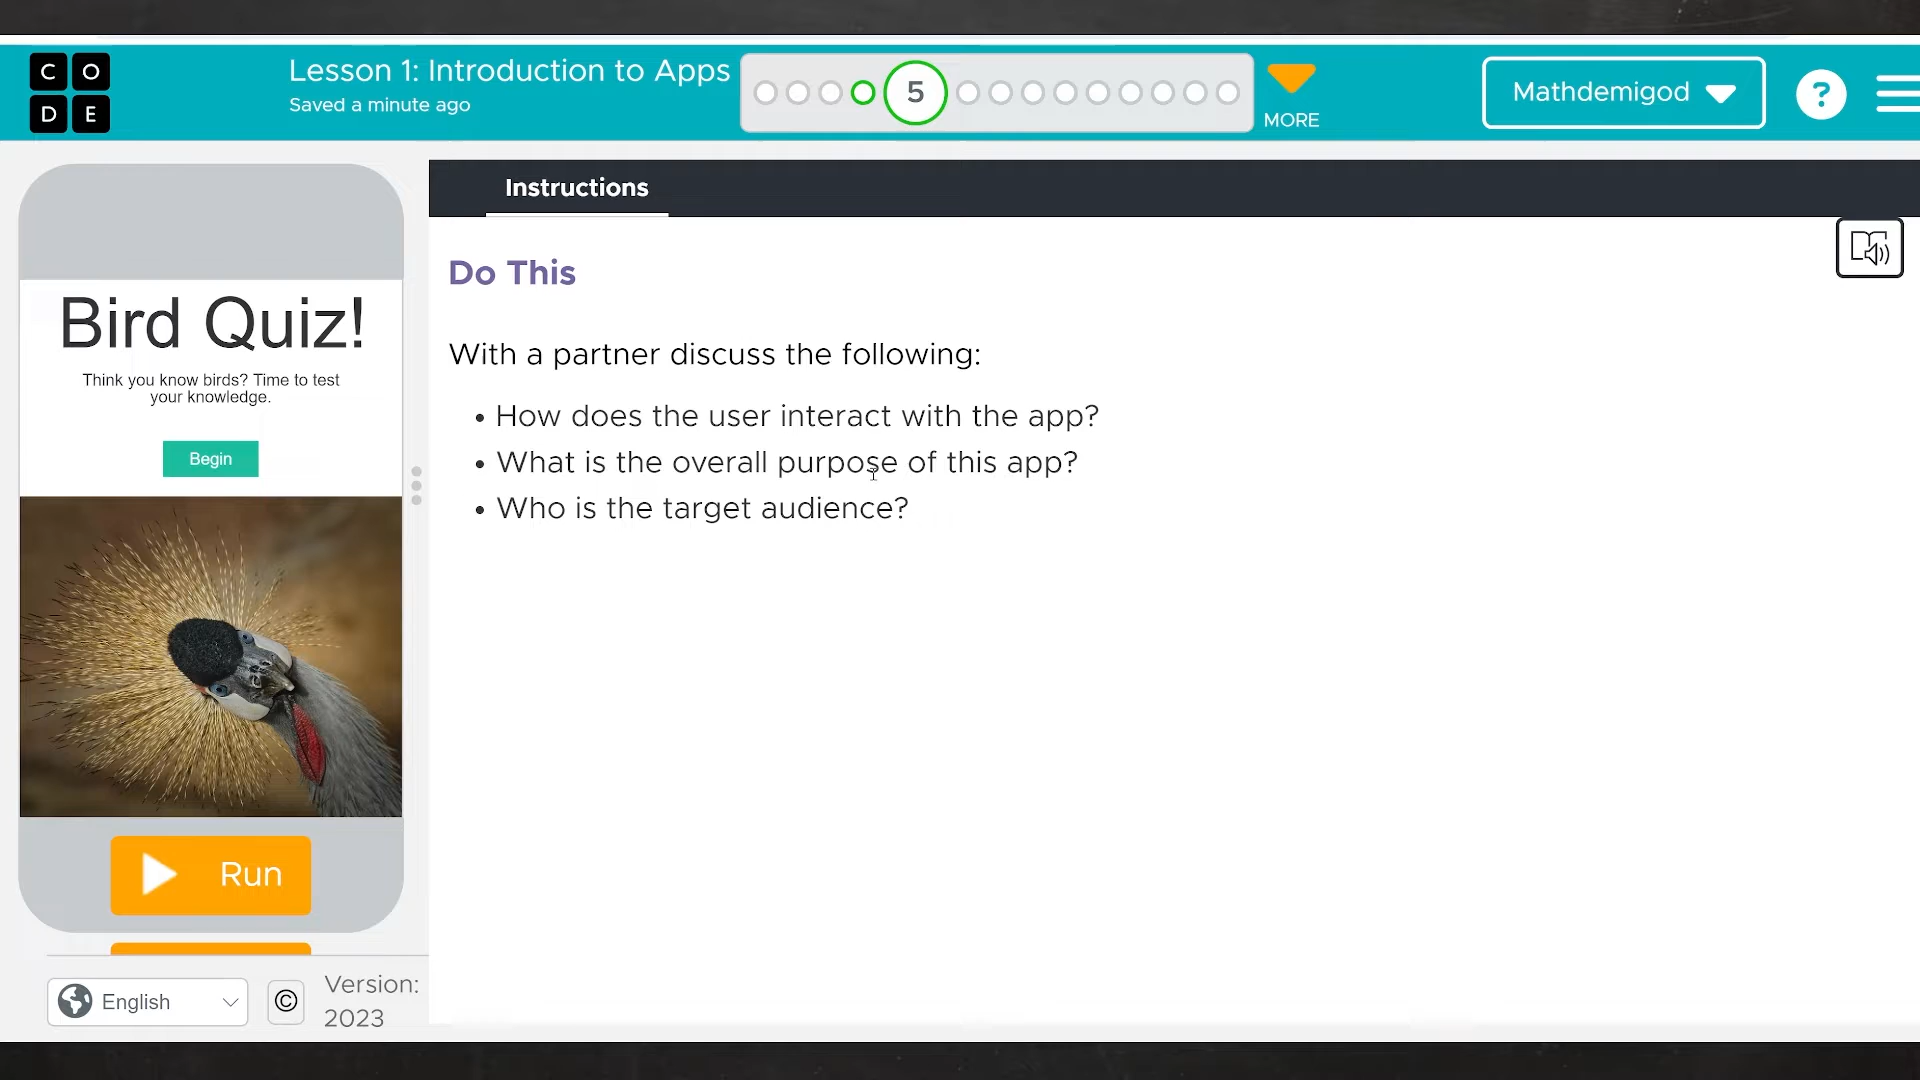 C O
D E
Lesson 1: Introduction to Apps
Saved a minute ago
5
MORE
Mathdemigod
?
Instructions
Do This
With a partner discuss the following:
• How does the user interact with the app?
• What is the overall purpose of this app?
• Who is the target audience?
Bird Quiz!
Think you know birds? Time to test
your knowledge.
Begin
Run
English
©
Version:
2023